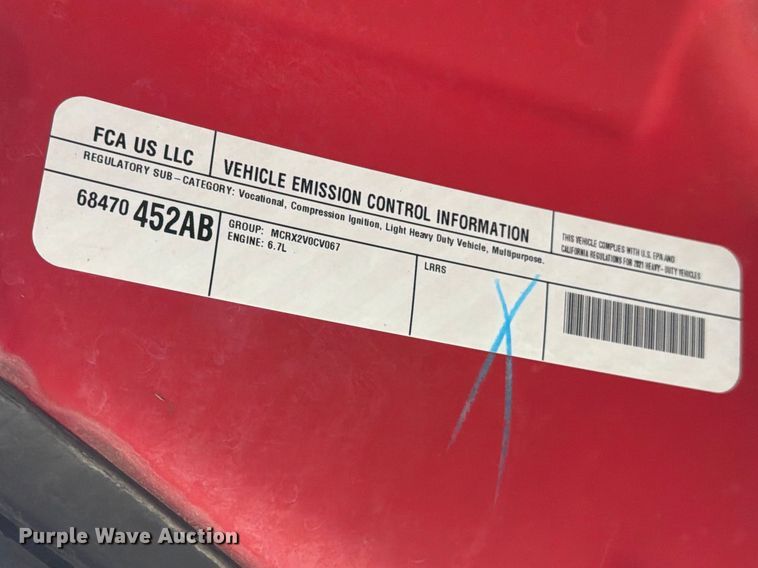 FCA US LLC
VEHICLE EMISSION CONTROL INFORMATION
THIS VEHICLE COMPLIES WITH U.S. EPA AND
CALIFORNIA REGULATIONS FOR 2021 HEAVY-DUTY VEHICLES
REGULATORY SUB-CATEGORY: Vocational, Compression Ignition, Light Heavy Duty Vehicle, Multipurpose.
68470 452AB
GROUP: MCRX2VOCV067
ENGINE: 6.7L
LRRS
Purple Wave Auction®